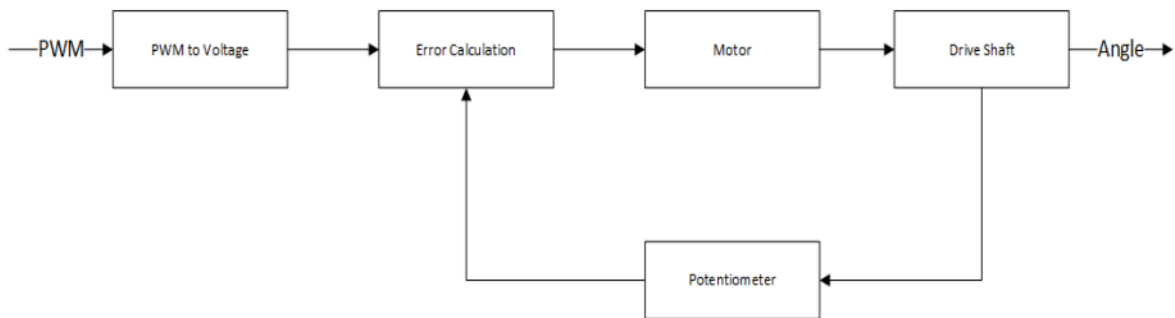 PWM
PWM to Voltage
Error Calculation
Motor
Drive Shaft
Angle
Potentiometer